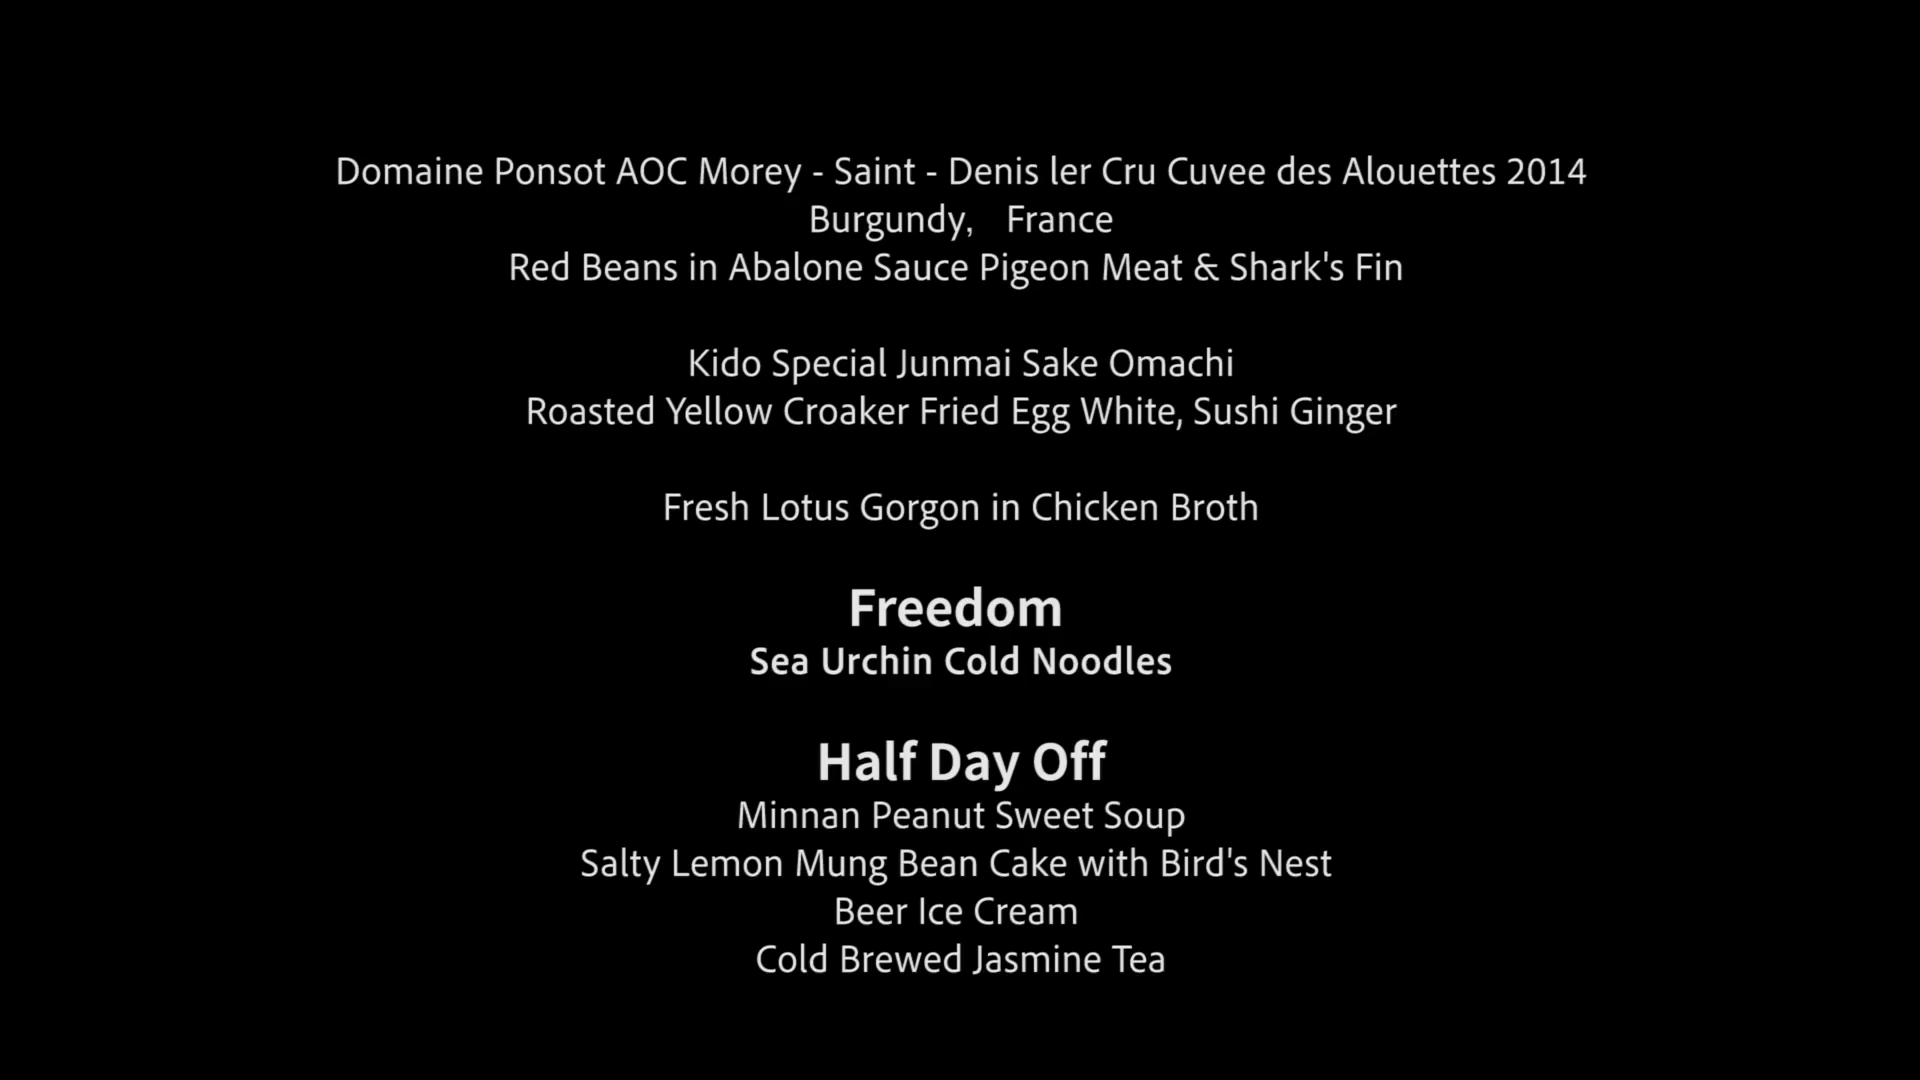 Domaine Ponsot AOC Morey - Saint - Denis ler Cru Cuvee des Alouettes 2014
Burgundy, France
Red Beans in Abalone Sauce Pigeon Meat & Shark's Fin
Kido Special Junmai Sake Omachi
Roasted Yellow Croaker Fried Egg White, Sushi Ginger
Fresh Lotus Gorgon in Chicken Broth
Freedom
Sea Urchin Cold Noodles
Half Day Off
Minnan Peanut Sweet Soup
Salty Lemon Mung Bean Cake with Bird's Nest
Beer Ice Cream
Cold Brewed Jasmine Tea